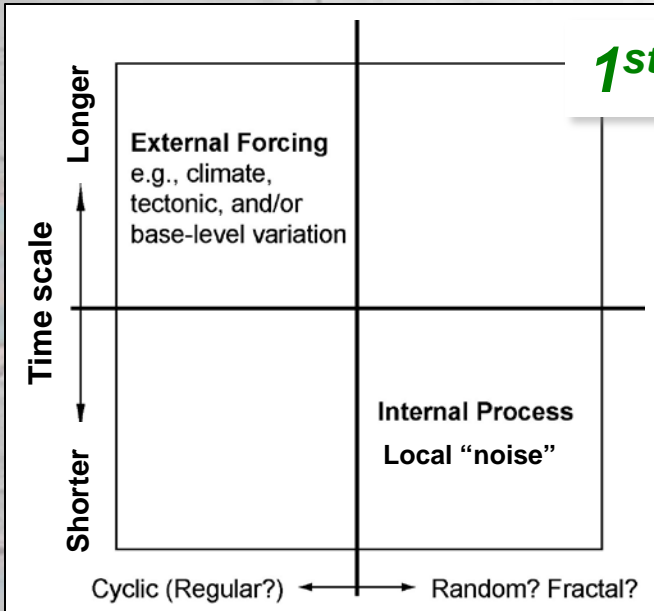 1st
Longer
External Forcing
e.g., climate,
tectonic, and/or
base-level variation
Time scale
Internal Process
Local “noise”
Shorter
Cyclic (Regular?)
Random? Fractal?